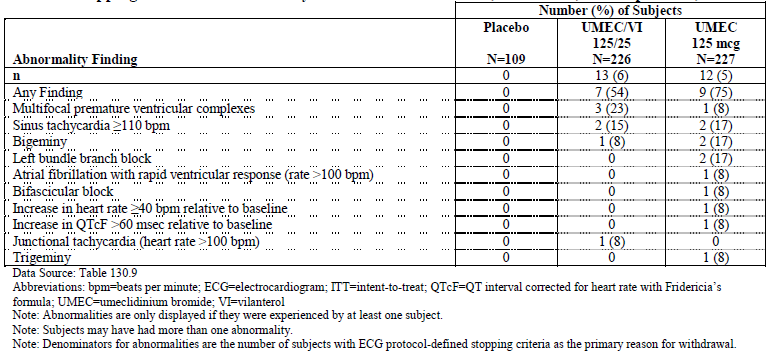 Number (%) of Subjects
Abnormality Finding Placebo N=109 UMEC/VI 125/25 N=226 UMEC 125 mcg N=227
n 0 13 (6) 12 (5)
Any Finding 0 7 (54) 9 (75)
Multifocal premature ventricular complexes 0 3 (23) 1 (8)
Sinus tachycardia ≥110 bpm 0 2 (15) 2 (17)
Bigeminy 0 1 (8) 2 (17)
Left bundle branch block 0 0 2 (17)
Atrial fibrillation with rapid ventricular response (rate >100 bpm) 0 0 1 (8)
Bifascicular block 0 0 1 (8)
Increase in heart rate ≥40 bpm relative to baseline 0 0 1 (8)
Increase in QTcF >60 msec relative to baseline 0 0 1 (8)
Junctional tachycardia (heart rate >100 bpm) 0 1 (8) 0
Trigeminy 0 0 1 (8)
Data Source: Table 130.9
Abbreviations: bpm=beats per minute; ECG=electrocardiogram; ITT=intent-to-treat; QTcF=QT interval corrected for heart rate with Fridericia's
formula; UMEC=umeclidinium bromide; VI=vilanterol
Note: Abnormalities are only displayed if they were experienced by at least one subject.
Note: Subjects may have had more than one abnormality.
Note: Denominators for abnormalities are the number of subjects with ECG protocol-defined stopping criteria as the primary reason for withdrawal.